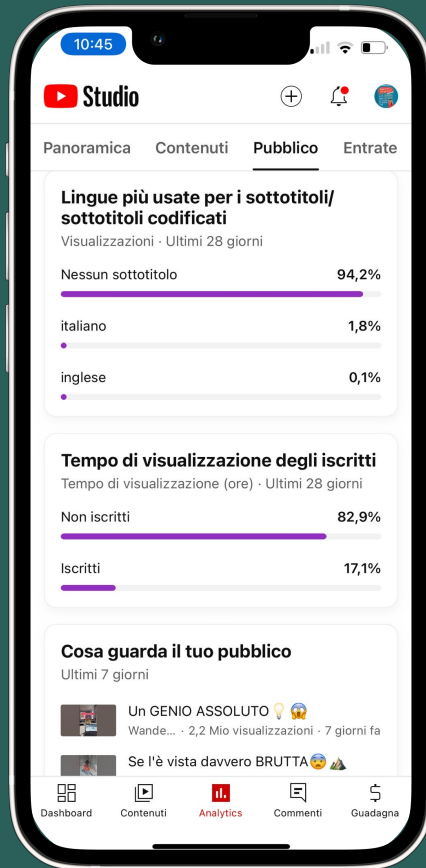 10:45
Studio
Panoramica Contenuti Pubblico Entrate
Lingue più usate per i sottotitoli/
sottotitoli codificati
Visualizzazioni · Ultimi 28 giorni
Nessun sottotitolo 94,2%
italiano 1,8%
inglese 0,1%
Tempo di visualizzazione degli iscritti
Tempo di visualizzazione (ore) · Ultimi 28 giorni
Non iscritti 82,9%
Iscritti 17,1%
Cosa guarda il tuo pubblico
Ultimi 7 giorni
Un GENIO ASSOLUTO💡😱
Wande... · 2,2 Mio visualizzazioni · 7 giorni fa
Se l'è vista davvero BRUTTA😨⛰️
Dashboard Contenuti Analytics Commenti Guadagna